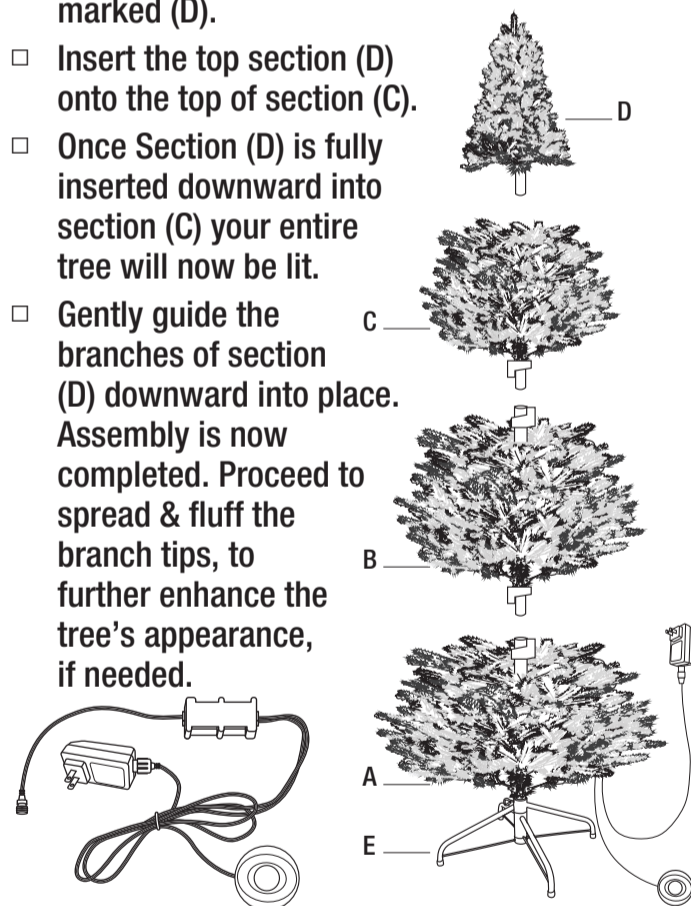 marked (D).
□ Insert the top section (D)
onto the top of section (C).
□ Once Section (D) is fully
inserted downward into
section (C) your entire
tree will now be lit.
□ Gently guide the
branches of section
(D) downward into place.
Assembly is now
completed. Proceed to
spread & fluff the
branch tips, to
further enhance the
tree's appearance,
if needed.
D
C
B
A
E